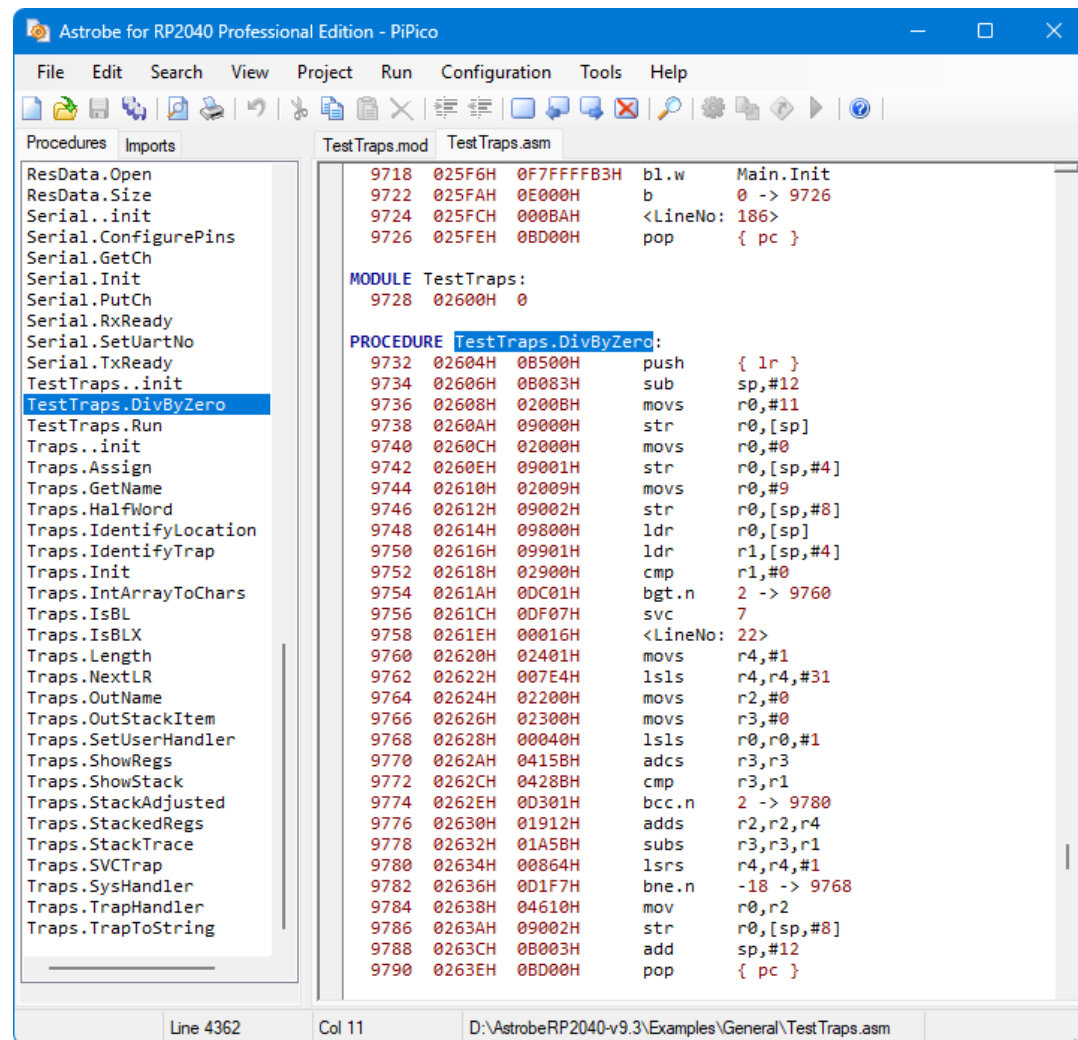 Astrobe for RP2040 Professional Edition - PiPico
File Edit Search View Project Run Configuration Tools Help
Procedures Imports
TestTraps.mod TestTraps.asm
ResData.Open
ResData.Size
Serial..init
Serial.ConfigurePins
Serial.GetCh
Serial.Init
Serial.PutCh
Serial.RxReady
Serial.SetUartNo
Serial.TxReady
TestTraps..init
TestTraps.DivByZero
TestTraps.Run
Traps..init
Traps.Assign
Traps.GetName
Traps.HalfWord
Traps.IdentifyLocation
Traps.IdentifyTrap
Traps.Init
Traps.IntArrayToChars
Traps.IsBL
Traps.IsBLX
Traps.Length
Traps.NextLR
Traps.OutName
Traps.OutStackItem
Traps.SetUserHandler
Traps.ShowRegs
Traps.ShowStack
Traps.StackAdjusted
Traps.StackedRegs
Traps.StackTrace
Traps.SVCTrap
Traps.SysHandler
Traps.TrapHandler
Traps.TrapToString
9718 025F6H 0F7FFFFB3H bl.w Main.Init
9722 025FAH 0E000H b 0 -> 9726
9724 025FCH 000BAH <LineNo: 186>
9726 025FEH 0BD00H pop { pc }
MODULE TestTraps:
9728 02600H 0
PROCEDURE TestTraps.DivByZero:
9732 02604H 0B500H push { lr }
9734 02606H 0B083H sub sp,#12
9736 02608H 0200BH movs r0,#11
9738 0260AH 09000H str r0,[sp]
9740 0260CH 02000H movs r0,#0
9742 0260EH 09001H str r0,[sp,#4]
9744 02610H 02009H movs r0,#9
9746 02612H 09002H str r0,[sp,#8]
9748 02614H 09800H ldr r0,[sp]
9750 02616H 09901H ldr r1,[sp,#4]
9752 02618H 02900H cmp r1,#0
9754 0261AH 0DC01H bgt.n 2 -> 9760
9756 0261CH 0DF07H svc 7
9758 0261EH 00016H <LineNo: 22>
9760 02620H 02401H movs r4,#1
9762 02622H 007E4H lsls r4,r4,#31
9764 02624H 02200H movs r2,#0
9766 02626H 02300H movs r3,#0
9768 02628H 00040H lsls r0,r0,#1
9770 0262AH 0415BH adcs r3,r3
9772 0262CH 0428BH cmp r3,r1
9774 0262EH 0D301H bcc.n 2 -> 9780
9776 02630H 01912H adds r2,r2,r4
9778 02632H 01A5BH subs r3,r3,r1
9780 02634H 00864H lsrs r4,r4,#1
9782 02636H 0D1F7H bne.n -18 -> 9768
9784 02638H 04610H mov r0,r2
9786 0263AH 09002H str r0,[sp,#8]
9788 0263CH 0B003H add sp,#12
9790 0263EH 0BD00H pop { pc }
Line 4362 Col 11 D:\AstrobeRP2040-v9.3\Examples\General\TestTraps.asm